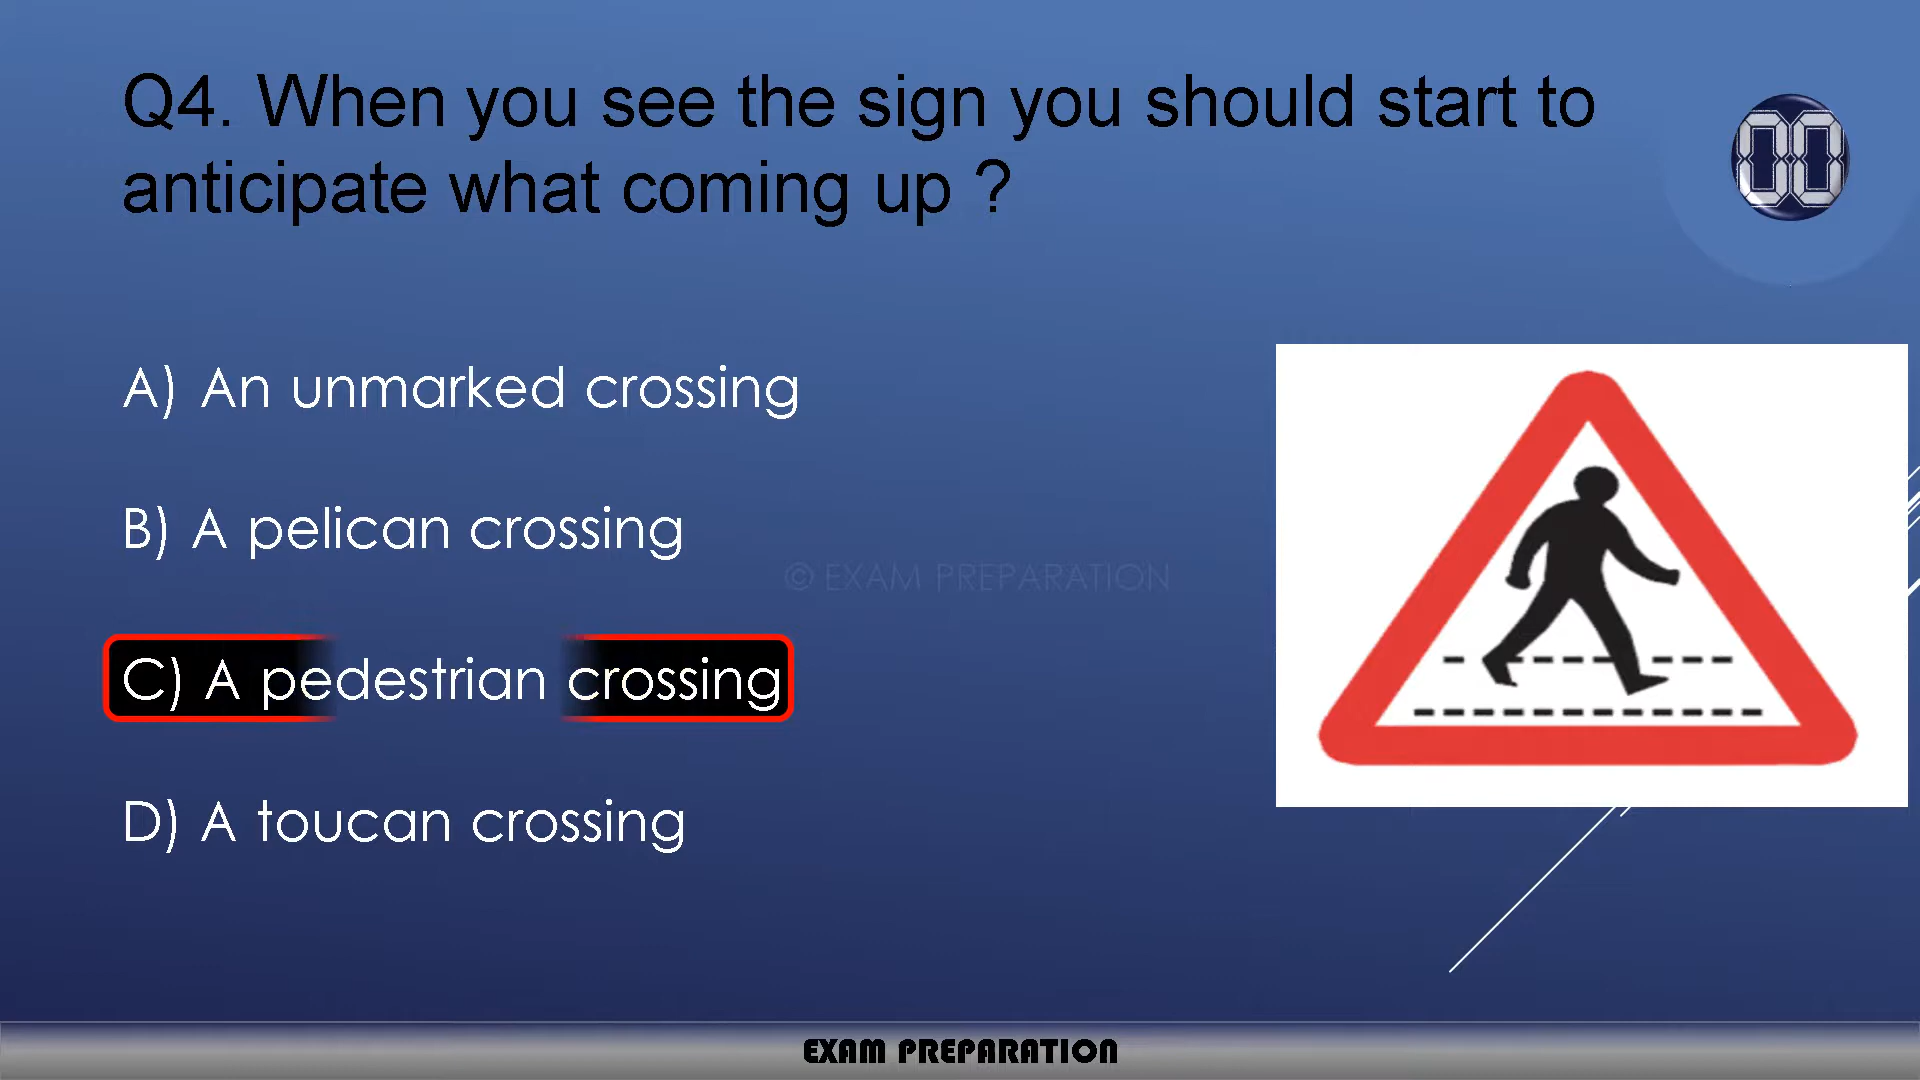 Q4. When you see the sign you should start to
anticipate what coming up ?
00
A) An unmarked crossing
B) A pelican crossing
© EXAM PREPARATION
C) A pedestrian crossing
D) A toucan crossing
EXAM PREPARATION